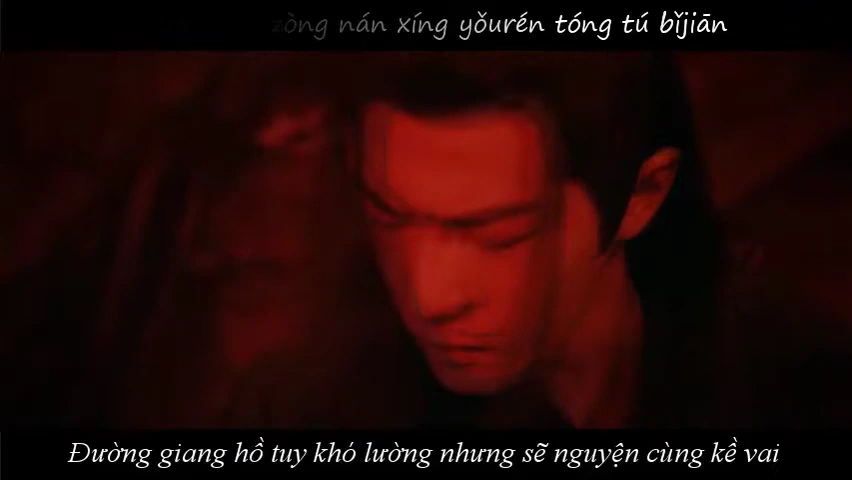 zòng nán xíng yǒurén tóng tú bǐjiān
Đường giang hồ tuy khó lường nhưng sẽ nguyện cùng kề vai